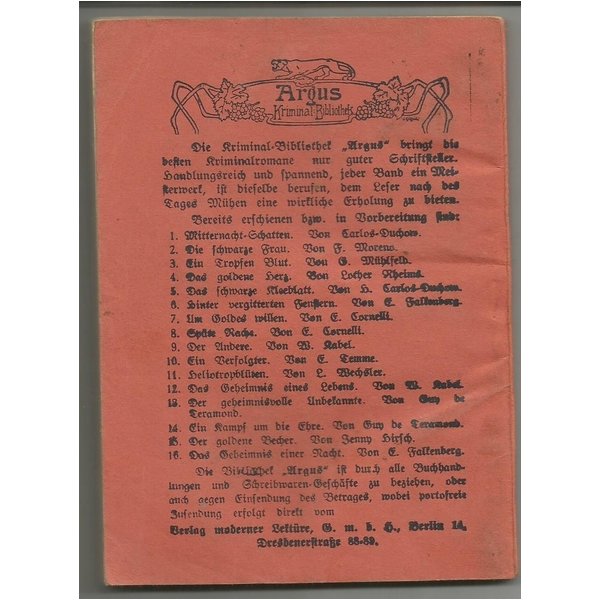 Argus
Kriminal-Bibliothek
Die Kriminal-Bibliothek „Argus“ bringt die
besten Kriminalromane nur guter Schriftsteller.
Handlungsreich und spannend, jeder Band ein Mei-
sterwerk, ist dieselbe berufen, dem Leser nach des
Tages Mühen eine wirkliche Erholung zu bieten.
Bereits erschienen bzw. in Vorbereitung sind:
1. Mitternacht-Schatten. Von Carlos-Duchow.
2. Die schwarze Frau. Von F. Moreno.
3. Ein Tropfen Blut. Von G. Mühlfeld.
4. Das goldene Herz. Von Lother Rheims.
5. Das schwarze Kleeblatt. Von H. Carlos-Duchow.
6. Hinter vergitterten Fenstern. Von E. Falkenberg.
7. Um Goldes willen. Von E. Cornelli.
8. Späte Rache. Von E. Cornelli.
9. Der Andere. Von W. Kabel.
10. Ein Verfolgter. Von E. Temme.
11. Heliotropblüten. Von L. Wechsler.
12. Das Geheimnis eines Lebens. Von W. Kabel.
13. Der geheimnisvolle Unbekannte. Von Guy de
Teramond.
14. Ein Kampf um die Ehre. Von Guy de Teramond.
15. Der goldene Becher. Von Jenny Hirsch.
16. Das Geheimnis einer Nacht. Von E. Falkenberg.
Die Bibliothek „Argus“ ist durch alle Buchhand-
lungen und Schreibwaren-Geschäfte zu beziehen, oder
auch gegen Einsendung des Betrages, wobei portofreie
Zusendung erfolgt direkt vom
Verlag moderner Lektüre, G. m. b. H., Berlin 14,
Dresdenerstraße 88-89.